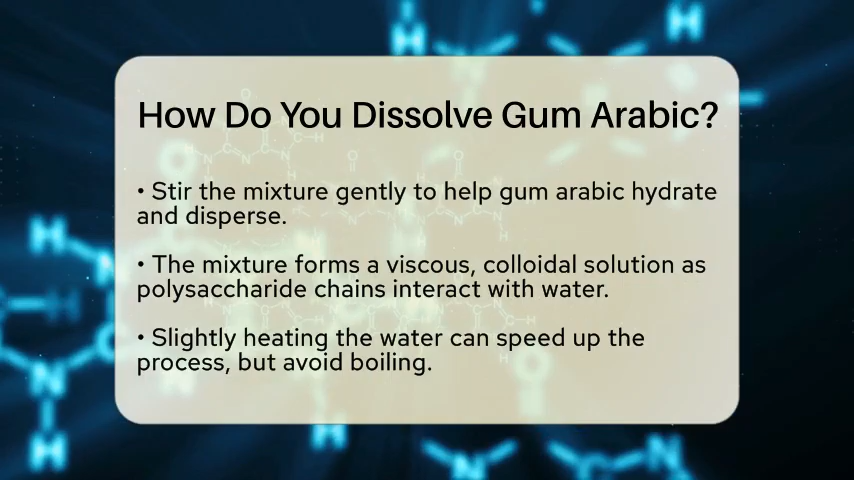 How Do You Dissolve Gum Arabic?
• Stir the mixture gently to help gum arabic hydrate
and disperse.
• The mixture forms a viscous, colloidal solution as
polysaccharide chains interact with water.
• Slightly heating the water can speed up the
process, but avoid boiling.